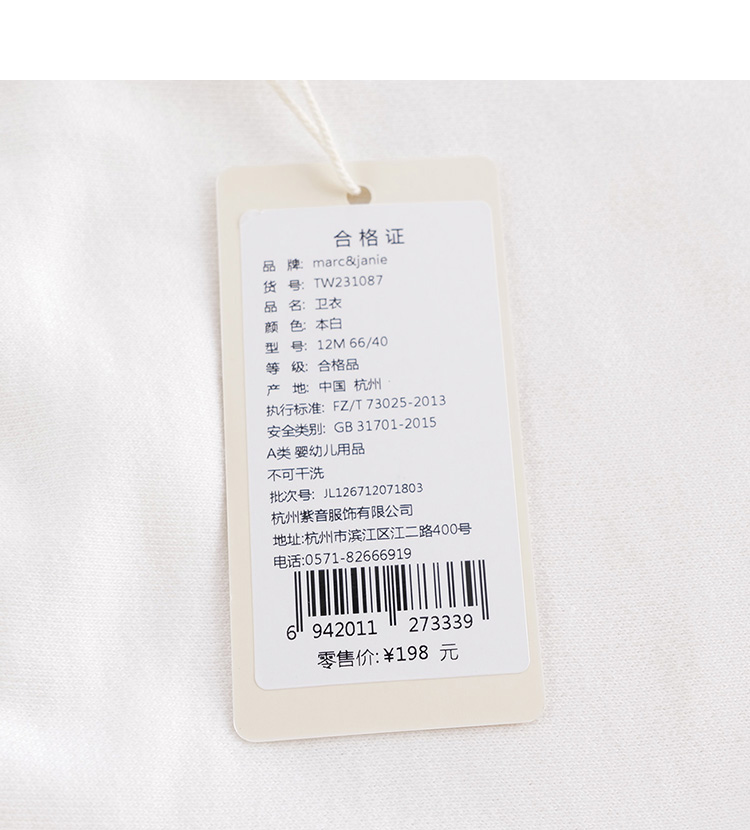 合格证
品 牌: marc&janie
货 号: TW231087
品 名: 卫衣
颜 色: 本白
型 号: 12M 66/40
等 级: 合格品
产 地: 中国 杭州
执行标准: FZ/T 73025-2013
安全类别: GB 31701-2015
A类 婴幼儿用品
不可干洗
批次号: JL126712071803
杭州紫音服饰有限公司
地址:杭州市滨江区江二路400号
电话:0571-82666919
6 942011 273339
零售价:¥198 元